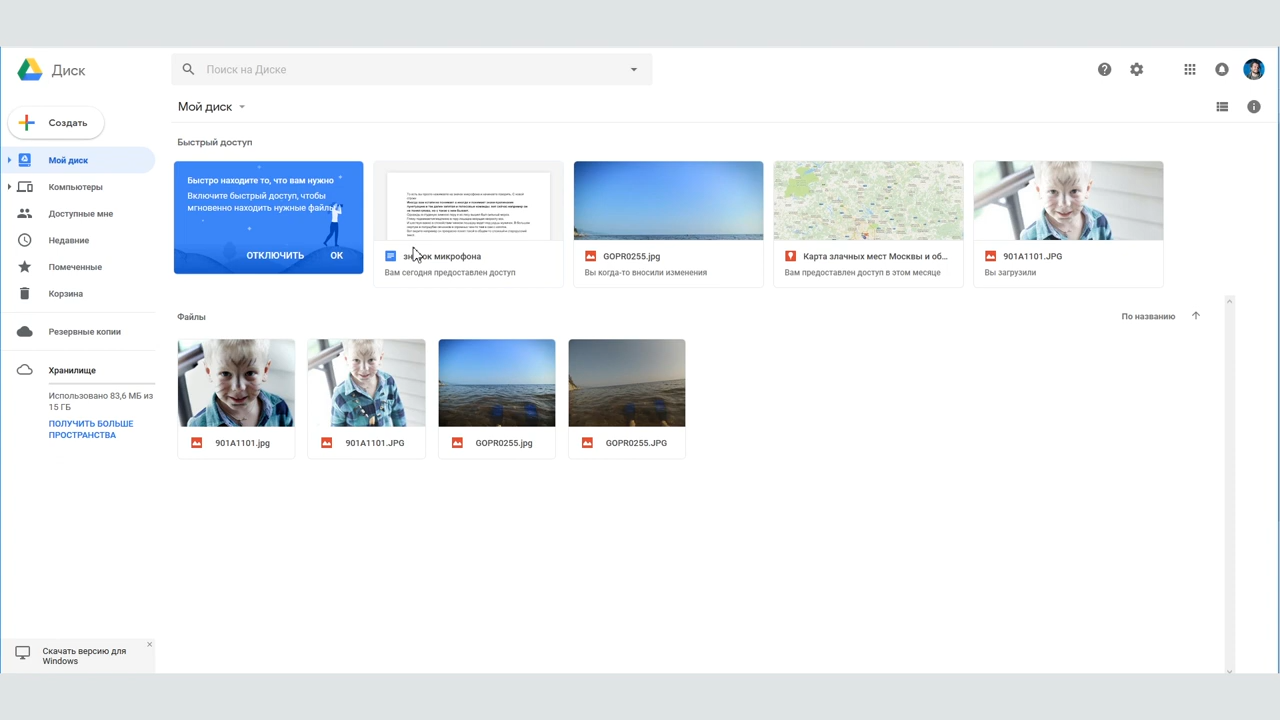 Диск
Поиск на Диске
Создать
Мой диск
Быстрый доступ
Мой диск
Компьютеры
Доступные мне
Недавние
Помеченные
Корзина
Резервные копии
Хранилище
Использовано 83,6 МБ из
15 ГБ
ПОЛУЧИТЬ БОЛЬШЕ
ПРОСТРАНСТВА
Скачать версию для
Windows
Быстро находите то, что вам нужно
Включите быстрый доступ, чтобы
мгновенно находить нужные файлы
ОТКЛЮЧИТЬ ОК
микрофона
Вам сегодня предоставлен доступ
GOPR0255.jpg
Вы когда-то вносили изменения
Карта злачных мест Москвы и об...
Вам предоставлен доступ в этом месяце
901A1101.JPG
Вы загрузили
Файлы
По названию
901A1101.jpg
901A1101.JPG
GOPR0255.jpg
GOPR0255.JPG